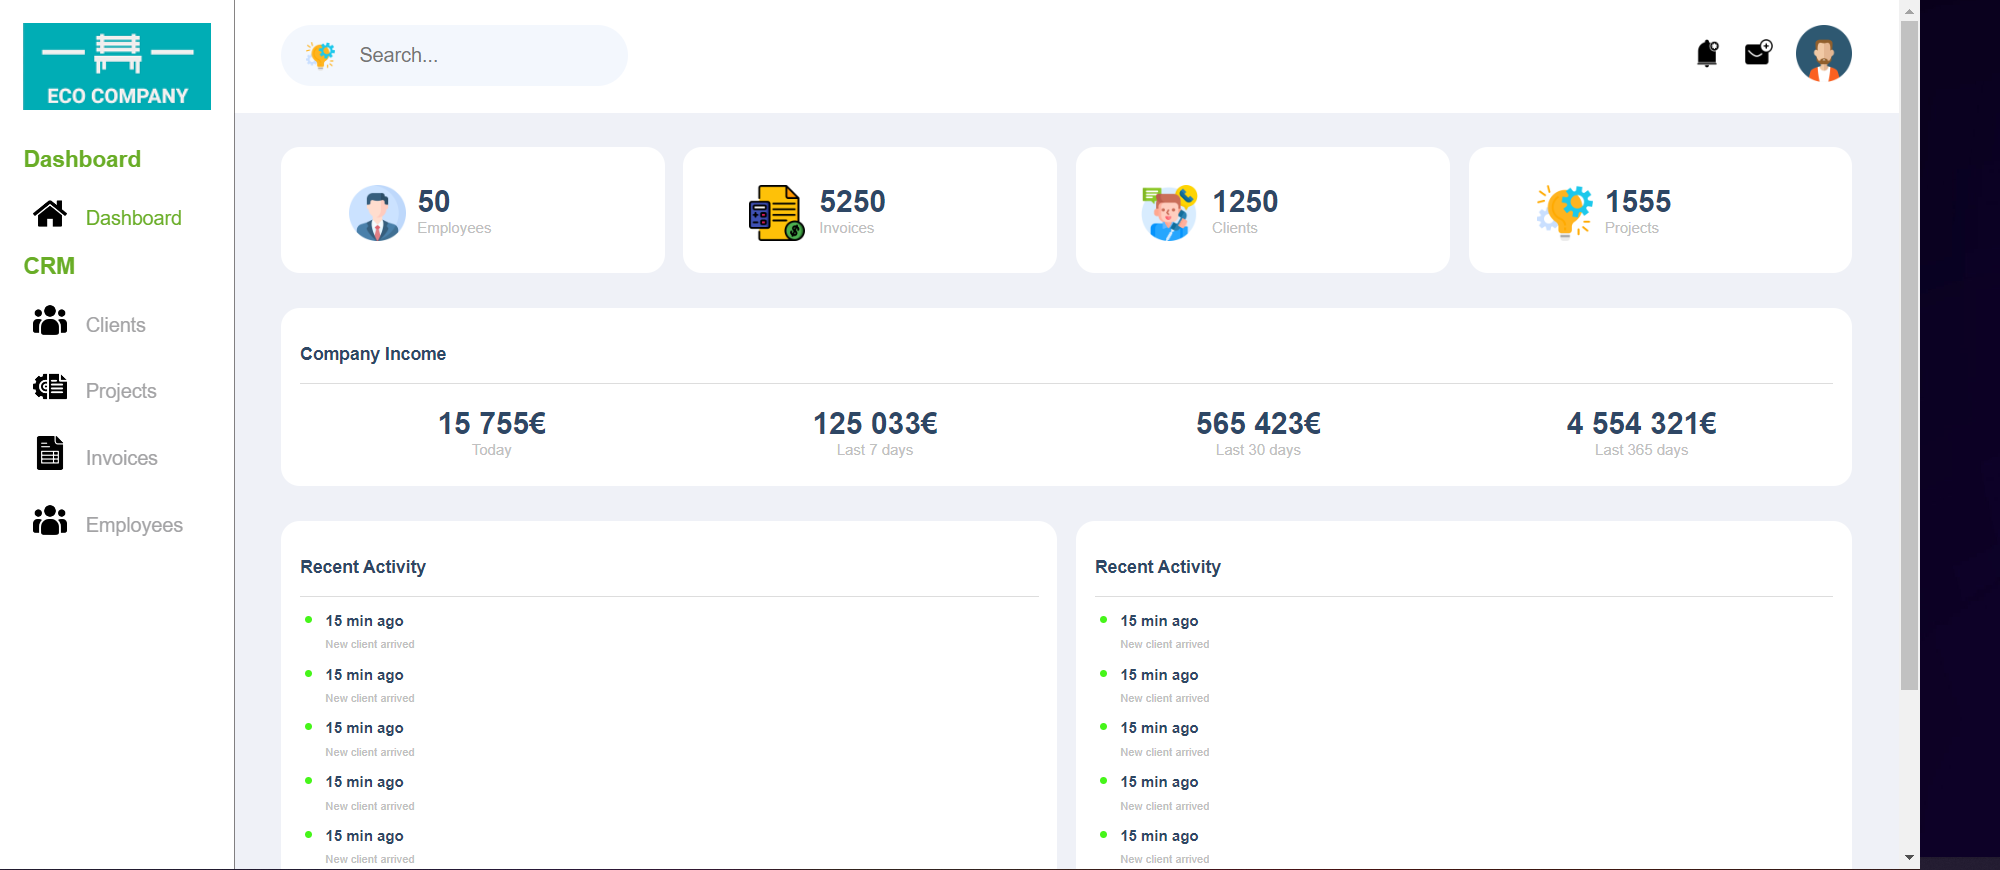 ECO COMPANY
Dashboard
Dashboard
CRM
Clients
Projects
Invoices
Employees
Search...
50
Employees
5250
Invoices
1250
Clients
1555
Projects
Company Income
15 755€
Today
125 033€
Last 7 days
565 423€
Last 30 days
4 554 321€
Last 365 days
Recent Activity
15 min ago
New client arrived
15 min ago
New client arrived
15 min ago
New client arrived
15 min ago
New client arrived
15 min ago
New client arrived
Recent Activity
15 min ago
New client arrived
15 min ago
New client arrived
15 min ago
New client arrived
15 min ago
New client arrived
15 min ago
New client arrived